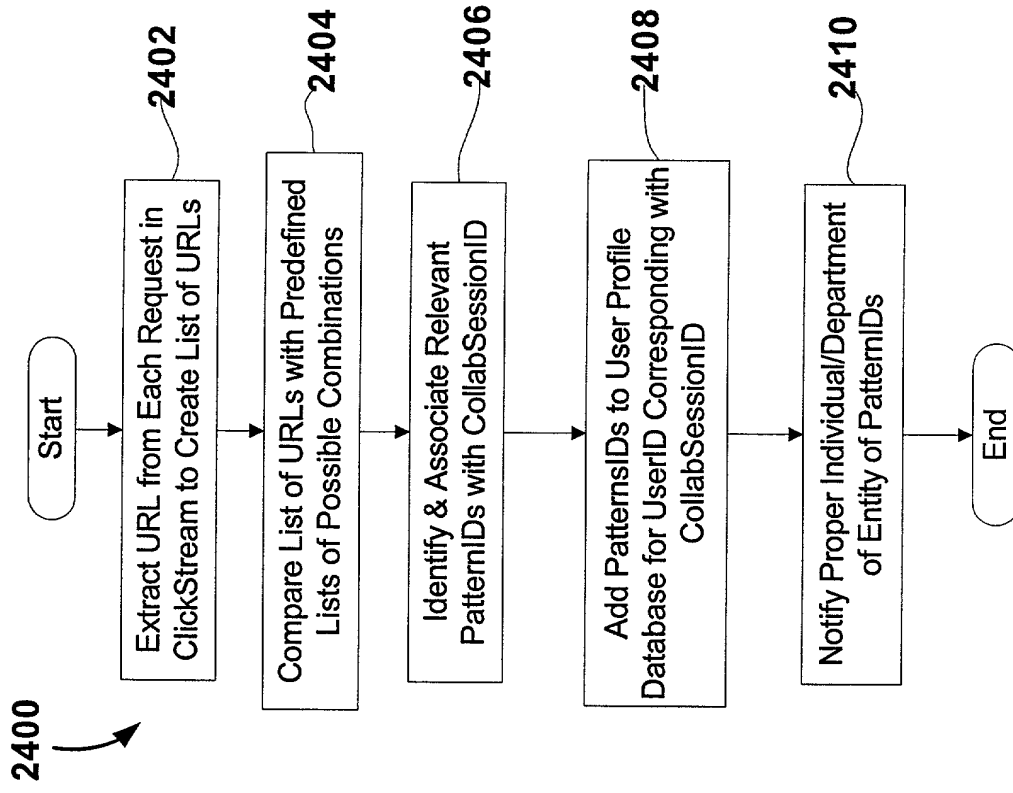 2400
Start
Extract URL from Each Request in
ClickStream to Create List of URLs
2402
Compare List of URLs with Predefined
Lists of Possible Combinations
2404
Identify & Associate Relevant
PatternIDs with CollabSessionID
2406
Add PatternsIDs to User Profile
Database for UserID Corresponding with
CollabSessionID
2408
Notify Proper Individual/Department
of Entity of PatternIDs
2410
End